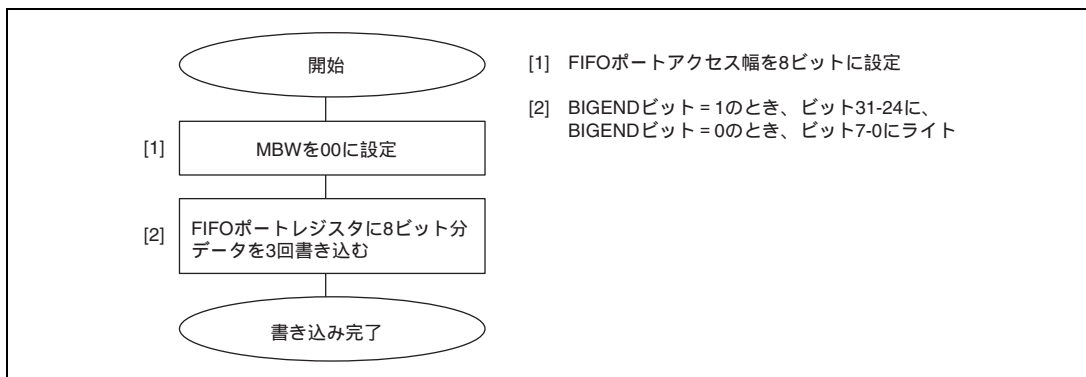 開始
[1] FIFOポートアクセス幅を8ビットに設定
[2] BIGENDビット = 1のとき、ビット31-24に、
BIGENDビット = 0のとき、ビット7-0にライト
[1] MBWを00に設定
[2] FIFOポートレジスタに8ビット分
データを3回書き込む
書き込み完了